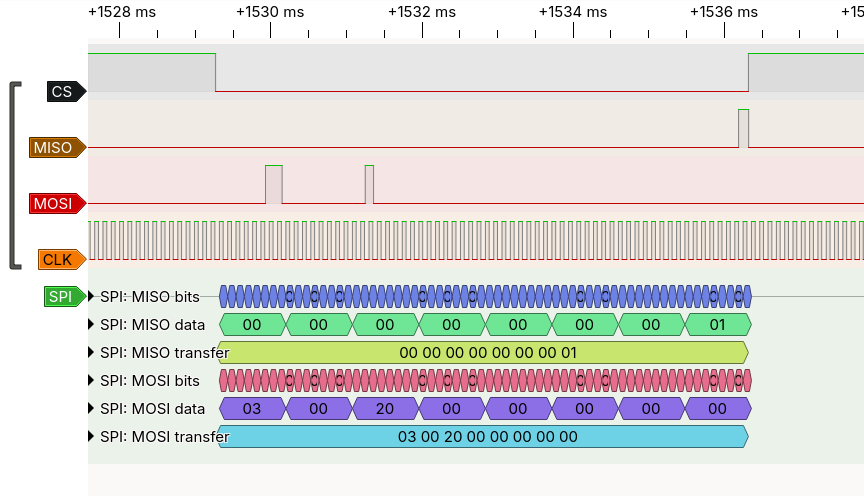 +1528 ms +1530 ms +1532 ms +1534 ms +1536 ms +15
CS
MISO
MOSI
CLK
SPI SPI: MISO bits
SPI: MISO data 00 00 00 00 00 00 00 01
SPI: MISO transfer 00 00 00 00 00 00 00 01
SPI: MOSI bits
SPI: MOSI data 03 00 20 00 00 00 00 00
SPI: MOSI transfer 03 00 20 00 00 00 00 00